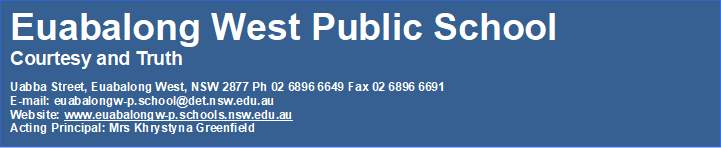 Euabalong West Public School
Courtesy and Truth
Uabba Street, Euabalong West, NSW 2877 Ph 02 6896 6649 Fax 02 6896 6691
E-mail: euabalongw-p.school@det.nsw.edu.au
Website: www.euabalongw-p.schools.nsw.edu.au
Acting Principal: Mrs Khrystyna Greenfield